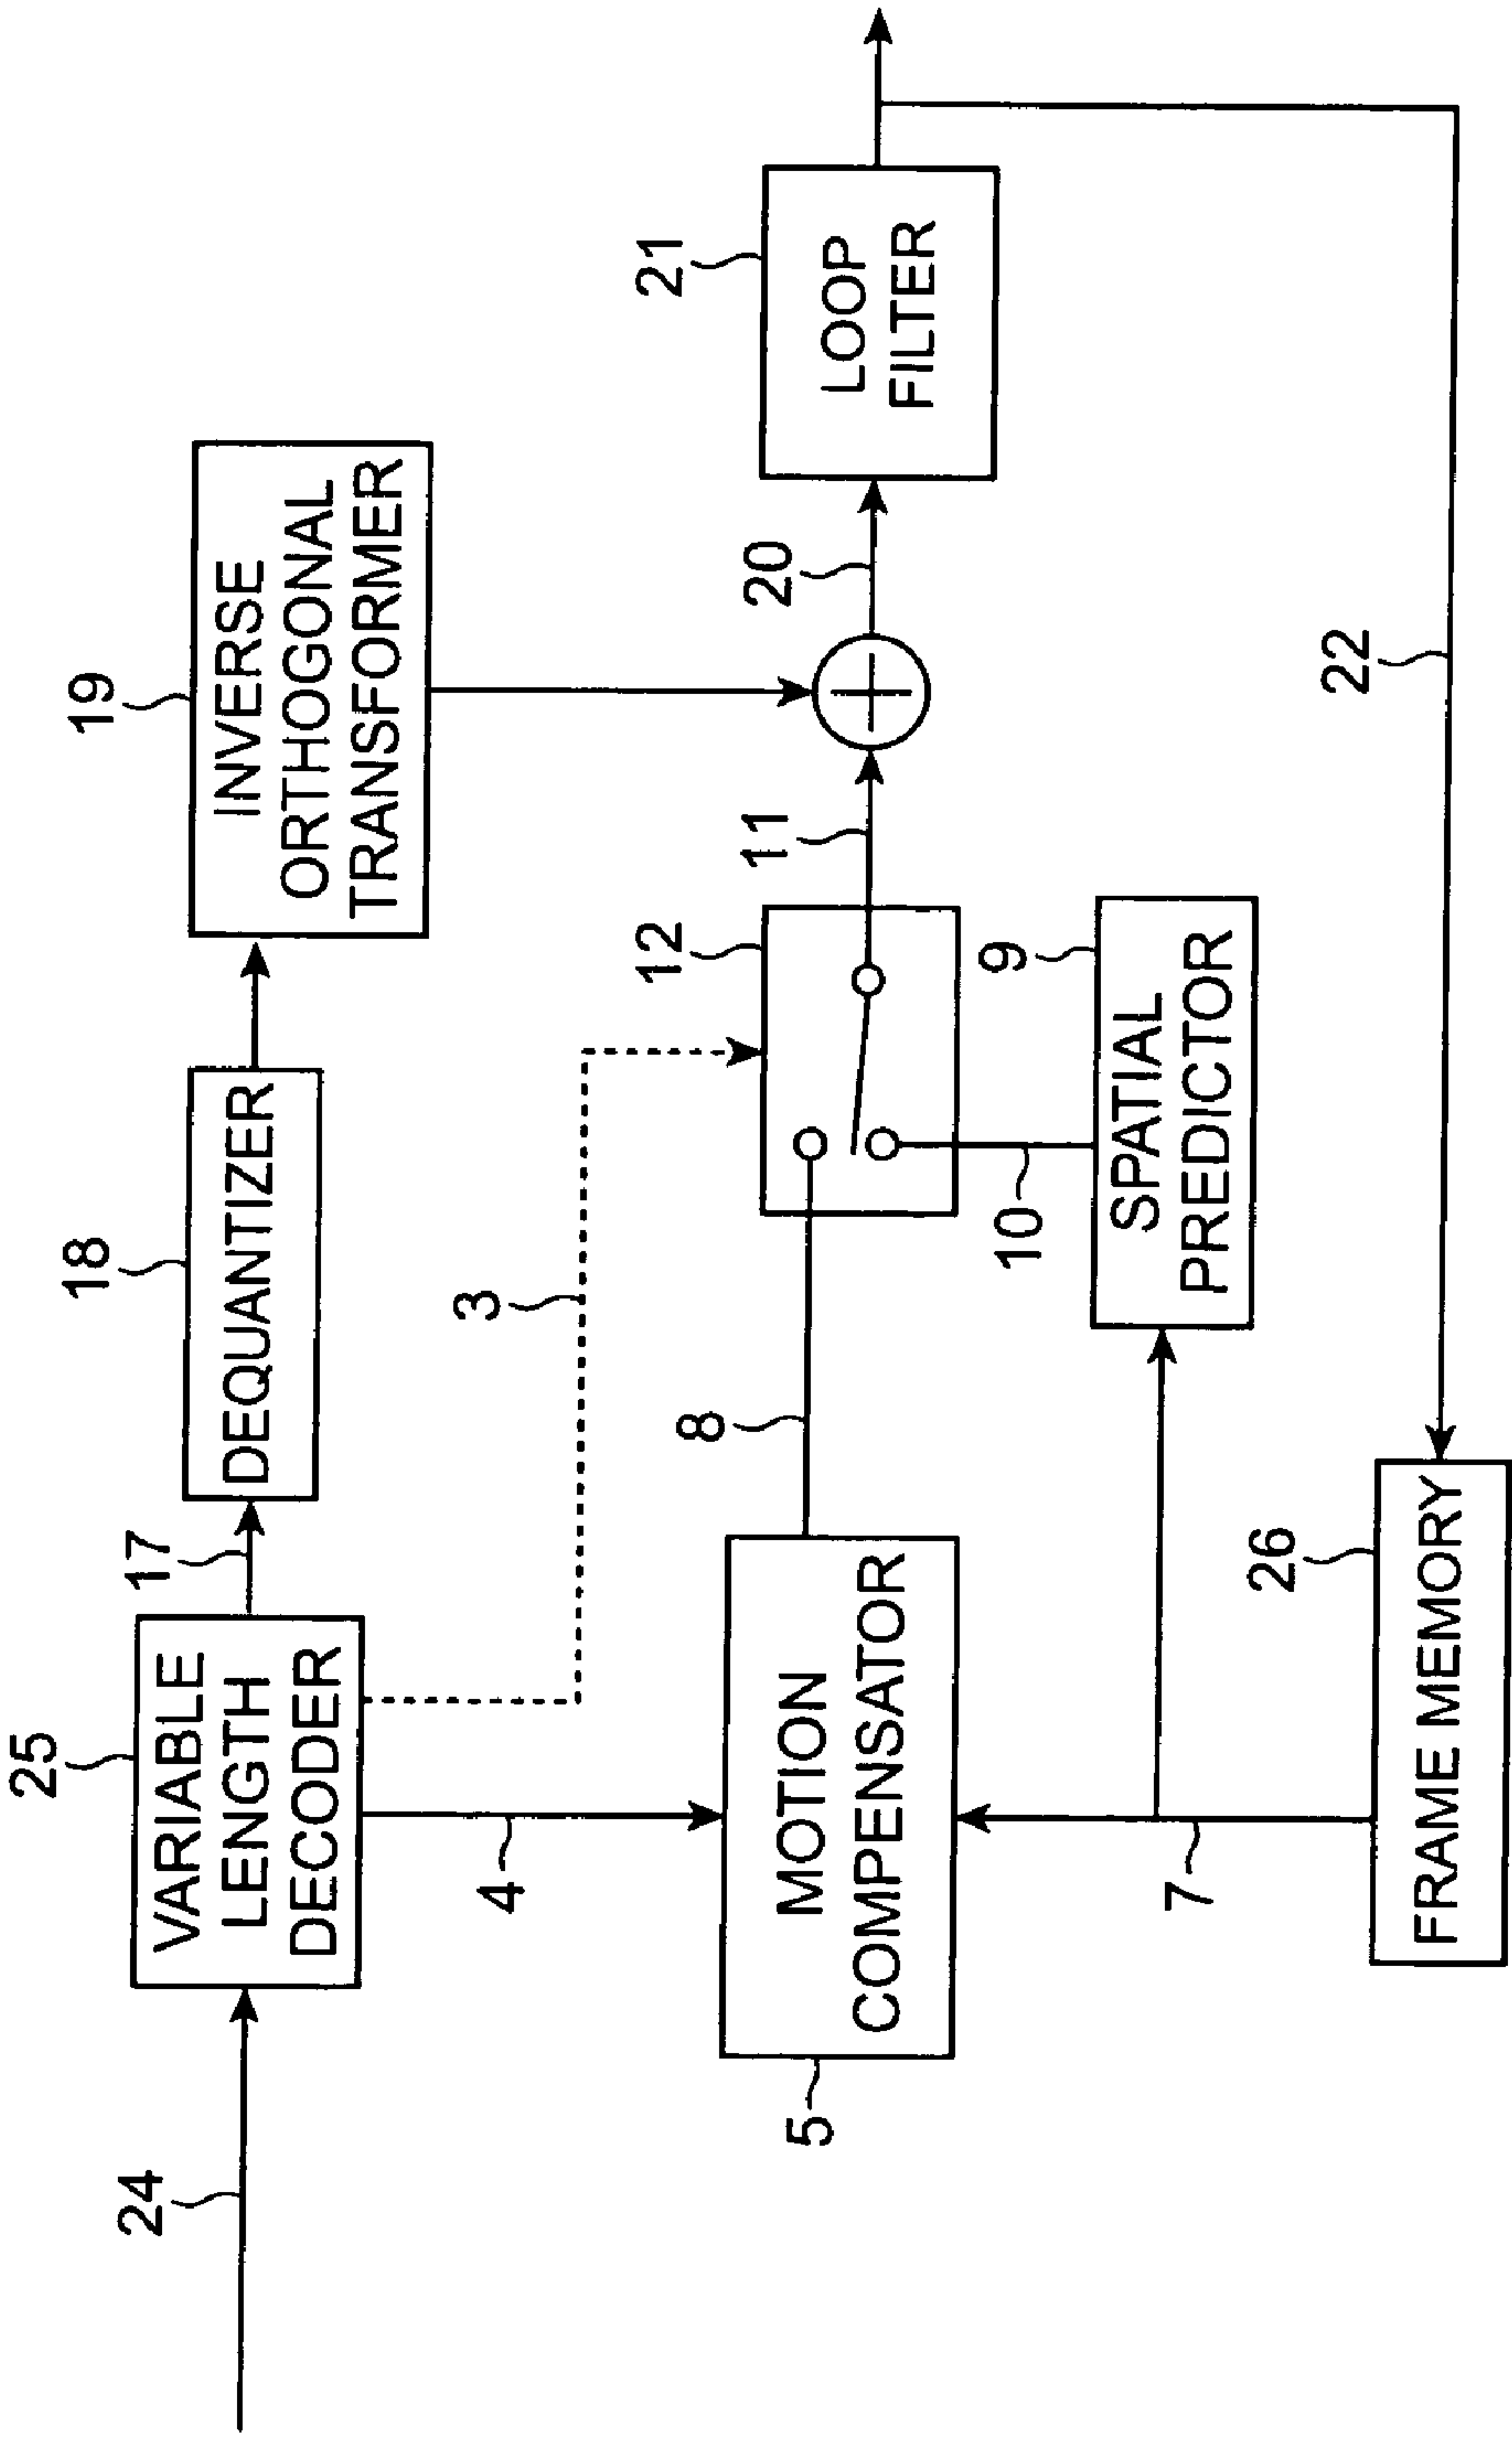 24
25
VARIABLE
LENGTH
DECODER
17
18
DEQUANTIZER
19
INVERSE
ORTHOGONAL
TRANSFORMER
4
3
5
MOTION
COMPENSATOR
8
12
11
20
21
LOOP
FILTER
10
9
SPATIAL
PREDICTOR
7
26
FRAME MEMORY
22